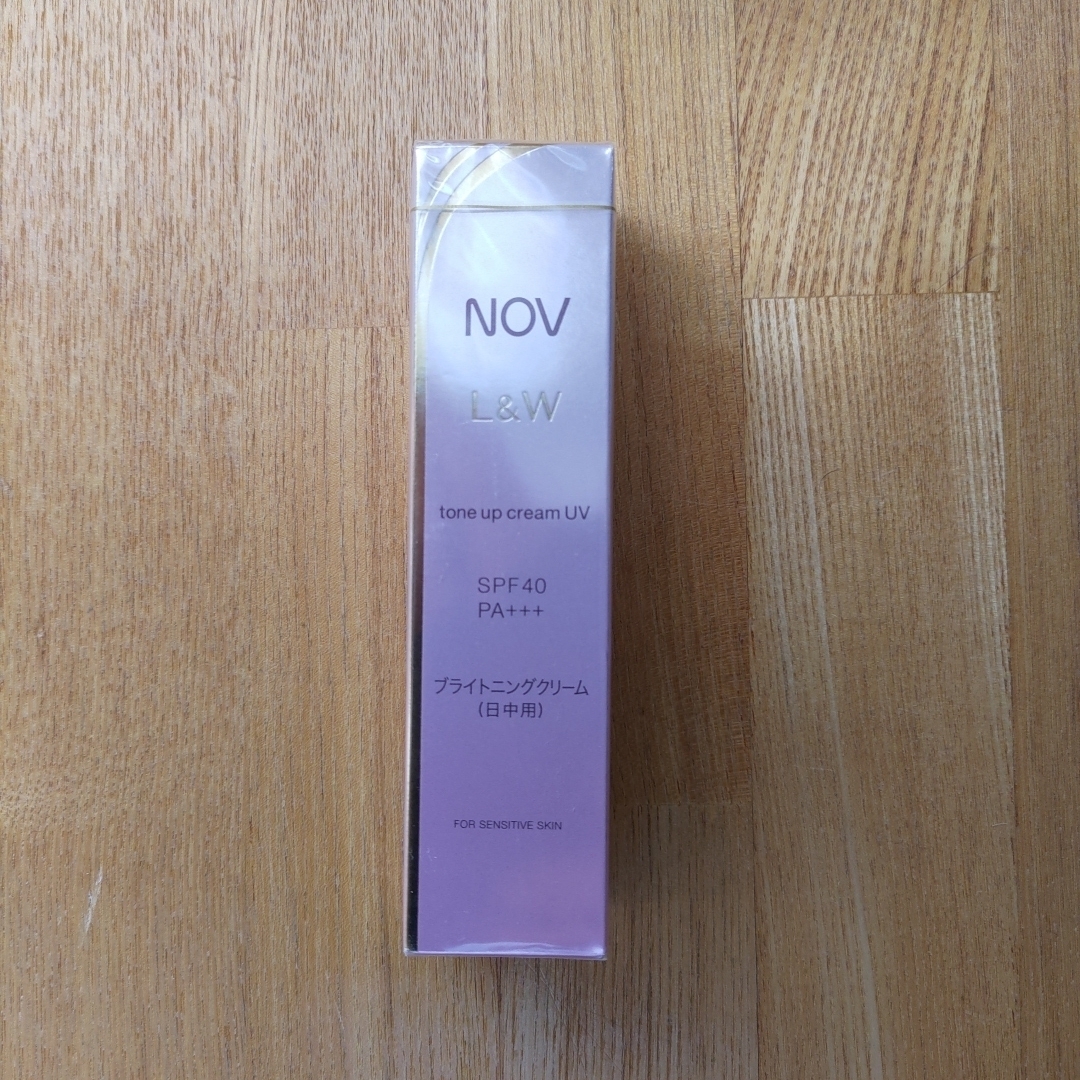 NOV
L&W
tone up cream UV
SPF40
PA+++
ブライトニングクリーム
(日中用)
FOR SENSITIVE SKIN